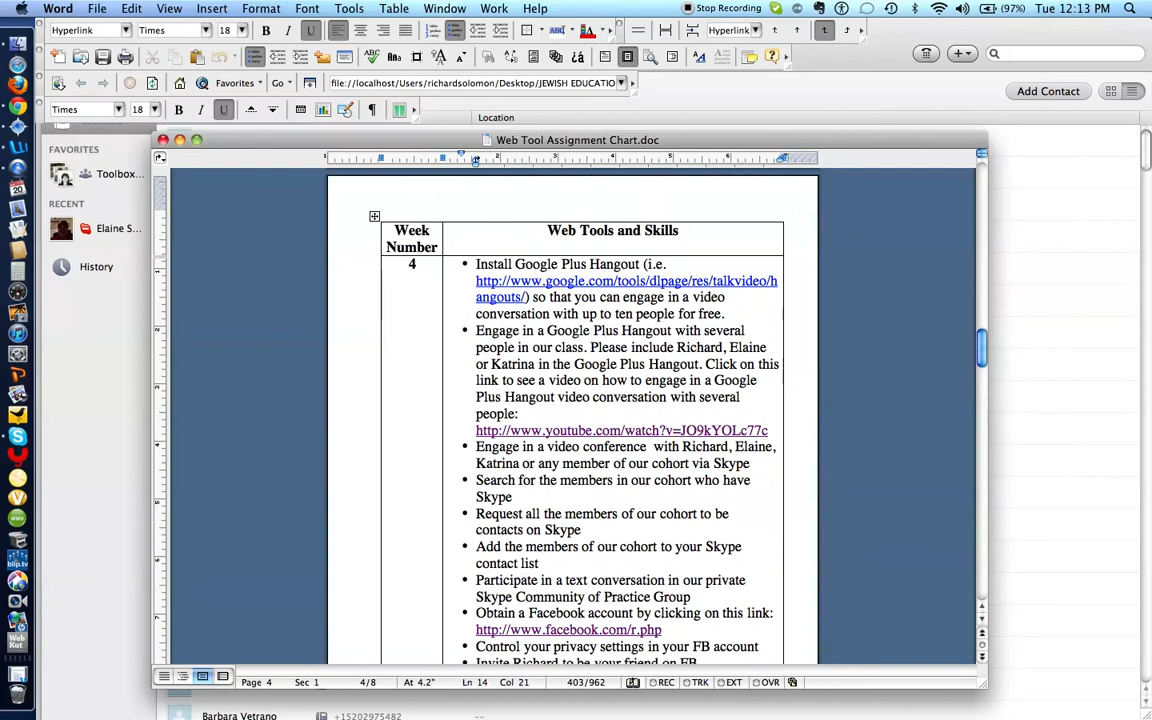 Word File Edit View Insert Format Font Tools Table Window Work Help
Stop Recording (97%) Tue 12:13 PM
Hyperlink Times 18 B I U Hyperlink
Favorites Go file://localhost/Users/richardsolomon/Desktop/JEWISH EDUCATIO
Add Contact
Times 18 B I U
Location
Web Tool Assignment Chart.doc
FAVORITES
Toolbox...
RECENT
Elaine S...
History
Week Number
Web Tools and Skills
4
• Install Google Plus Hangout (i.e.
http://www.google.com/tools/dlpage/res/talkvideo/h
angouts/) so that you can engage in a video
conversation with up to ten people for free.
• Engage in a Google Plus Hangout with several
people in our class. Please include Richard, Elaine
or Katrina in the Google Plus Hangout. Click on this
link to see a video on how to engage in a Google
Plus Hangout video conversation with several
people:
http://www.youtube.com/watch?v=JO9kYOLc77c
• Engage in a video conference with Richard, Elaine,
Katrina or any member of our cohort via Skype
• Search for the members in our cohort who have
Skype
• Request all the members of our cohort to be
contacts on Skype
• Add the members of our cohort to your Skype
contact list
• Participate in a text conversation in our private
Skype Community of Practice Group
• Obtain a Facebook account by clicking on this link:
http://www.facebook.com/r.php
• Control your privacy settings in your FB account
Invite Richard to be your friend on FB
Page 4 Sec 1 4/8 At 4.2" Ln 14 Col 21 403/962 REC TRK EXT OVR
Barbara Vetrano +15202975482 --